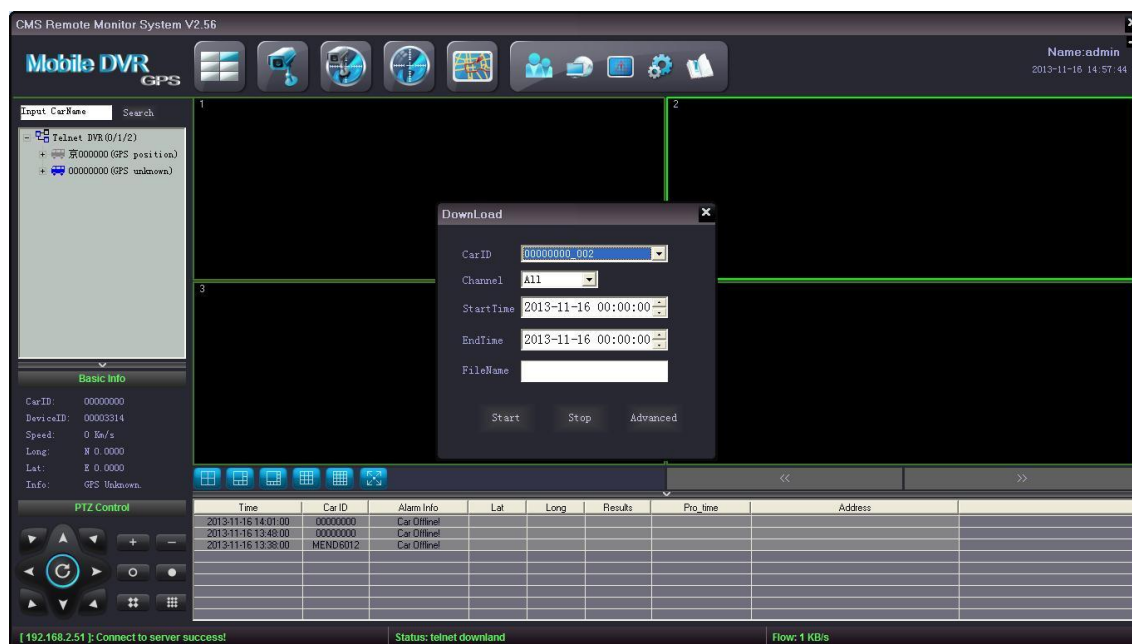 CMS Remote Monitor System V2.56
Mobile DVR
GPS
Name:admin
2013-11-16 14:57:44
Input CarName
Search
Telnet DVR(0/1/2)
京000000(GPS position)
00000000(GPS unknown)
1
2
3
DownLoad
CarID
00000000_002
Channel
All
StartTime
2013-11-16 00:00:00
EndTime
2013-11-16 00:00:00
FileName
Start
Stop
Advanced
Basic Info
CarID: 00000000
DeviceID: 00003314
Speed: 0 Km/s
Long: N 0.0000
Lat: E 0.0000
Info: GPS Unknown.
PTZ Control
<<
>>
Time Car ID Alarm Info Lat Long Results Pro_time Address
2013-11-16 14:01:00 00000000 Car Offline!
2013-11-16 13:48:00 00000000 Car Offline!
2013-11-16 13:38:00 MEND6012 Car Offline!
[ 192.168.2.51 ]: Connect to server success!
Status: telnet downland
Flow: 1 KB/s